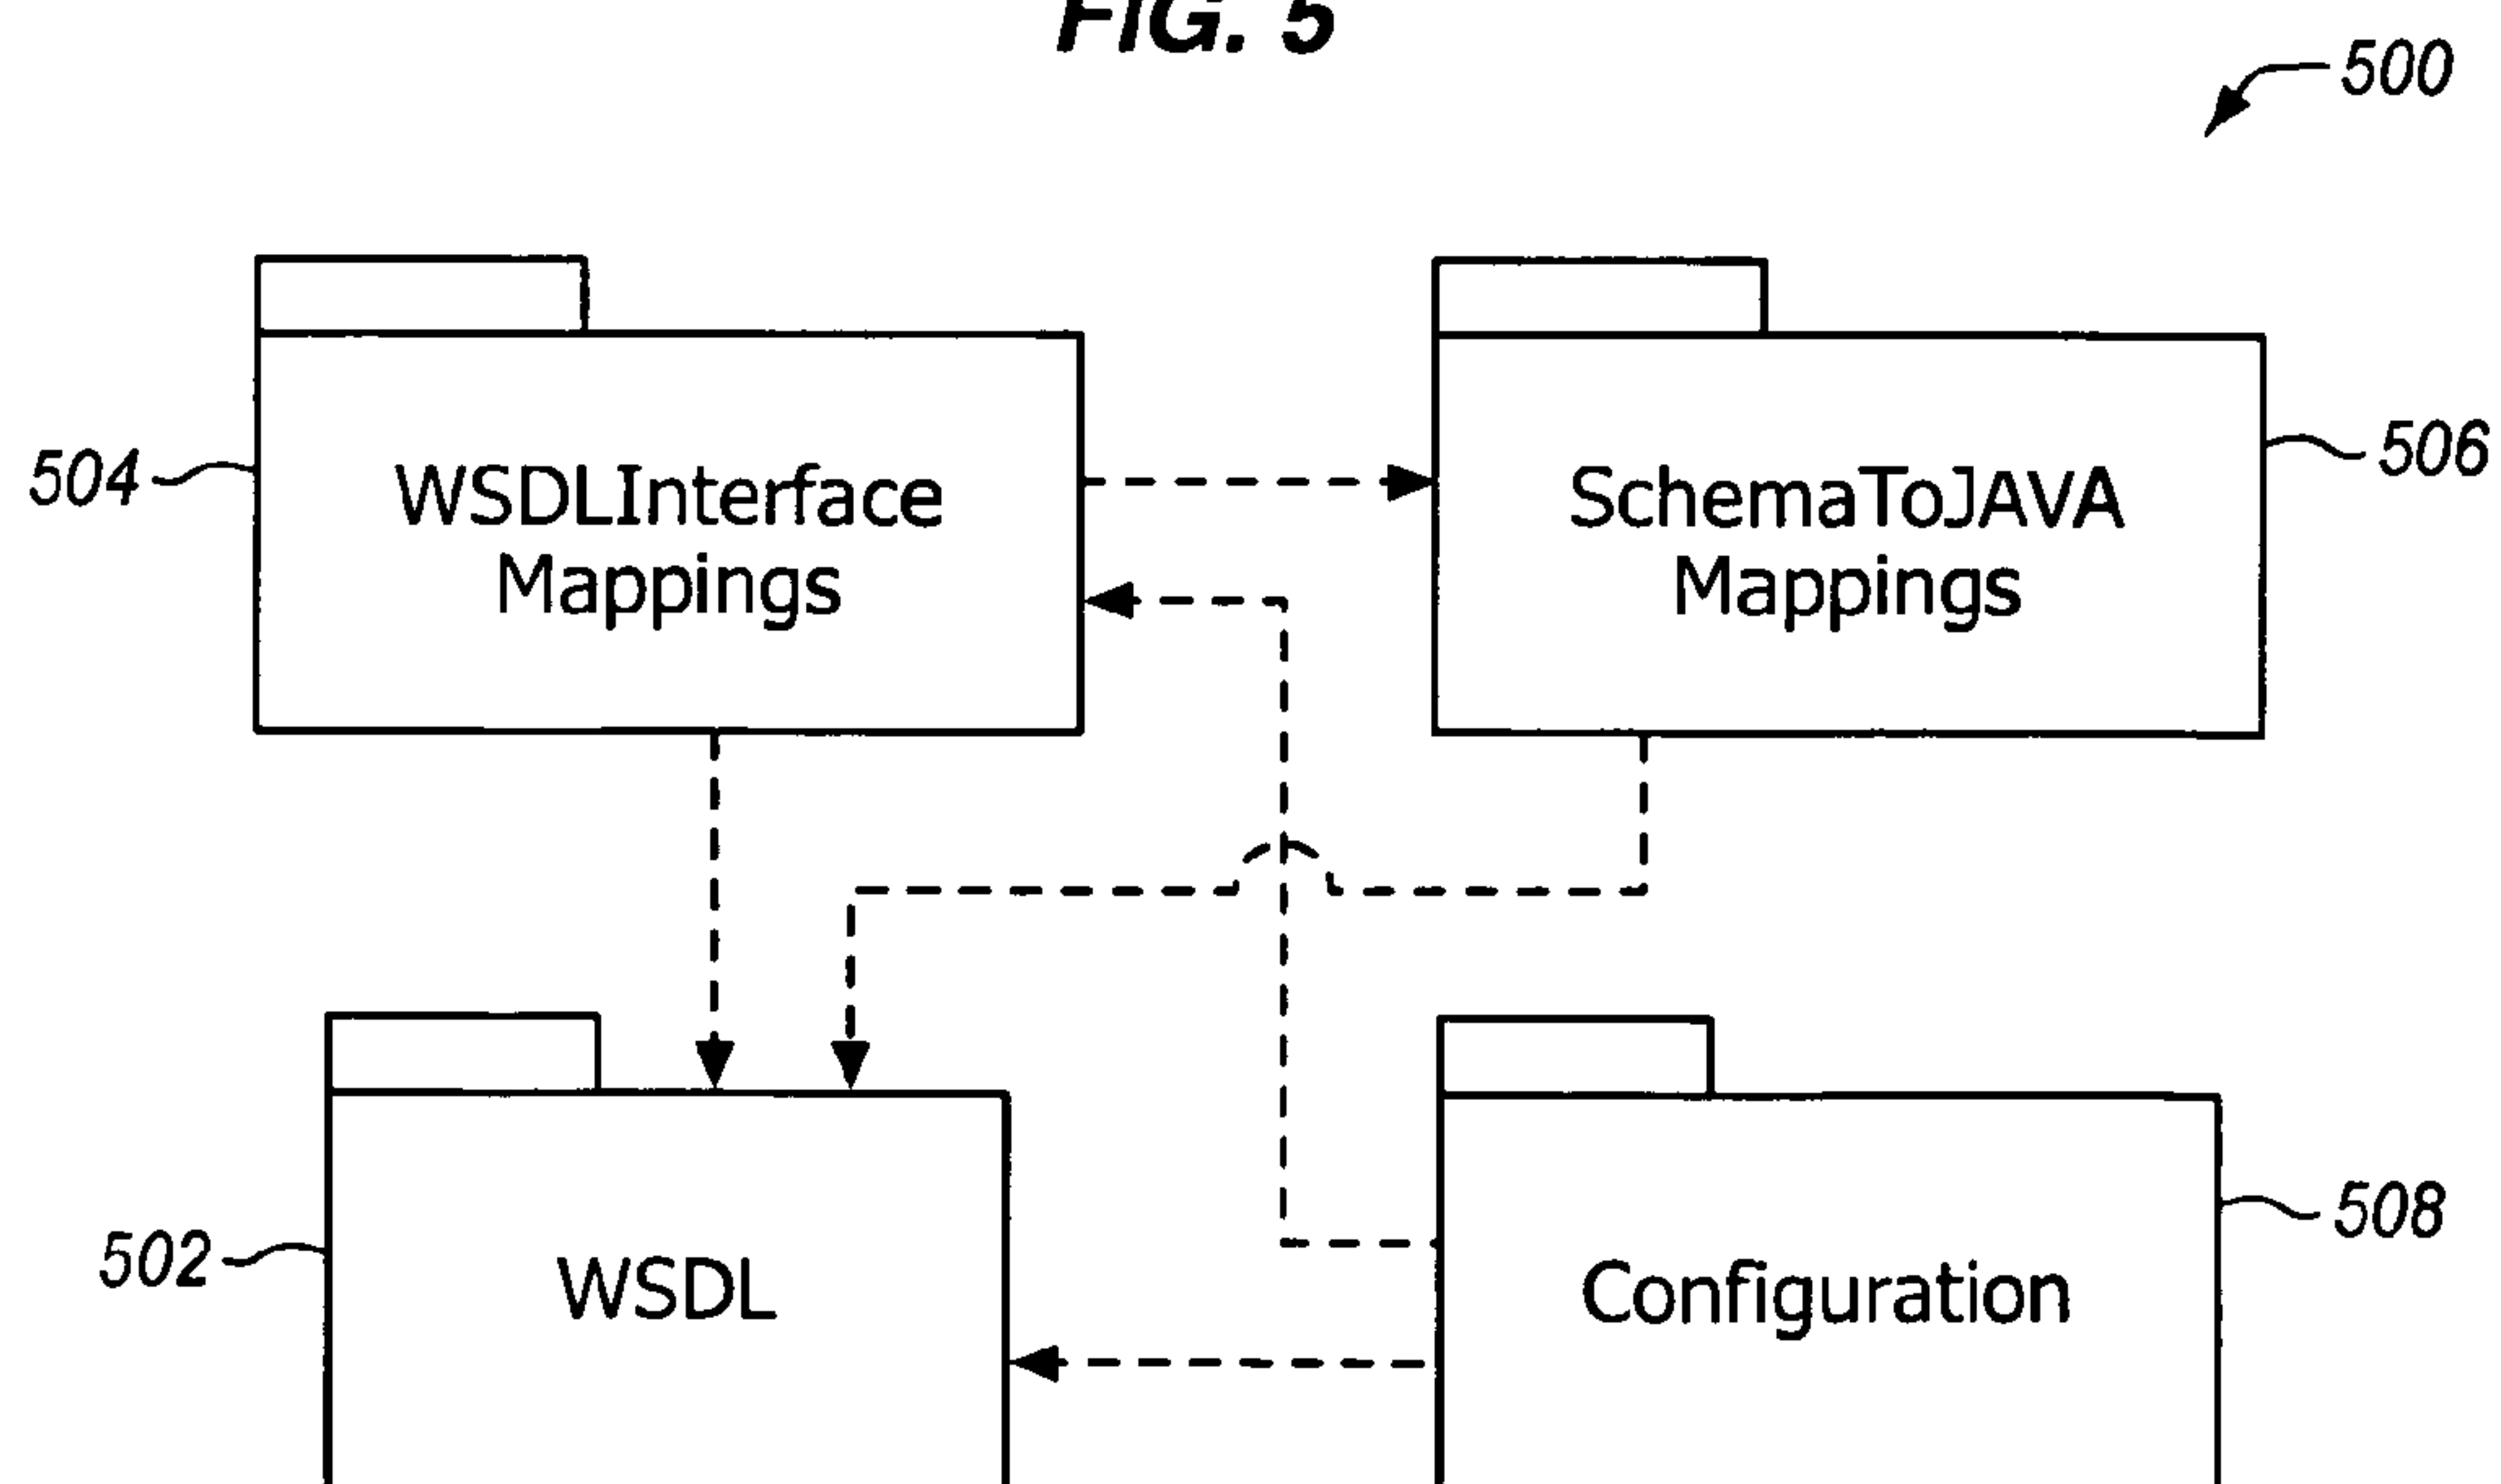 FIG. 5
500
504
WSDLInterface
Mappings
SchemaToJAVA
Mappings
506
502
WSDL
Configuration
508